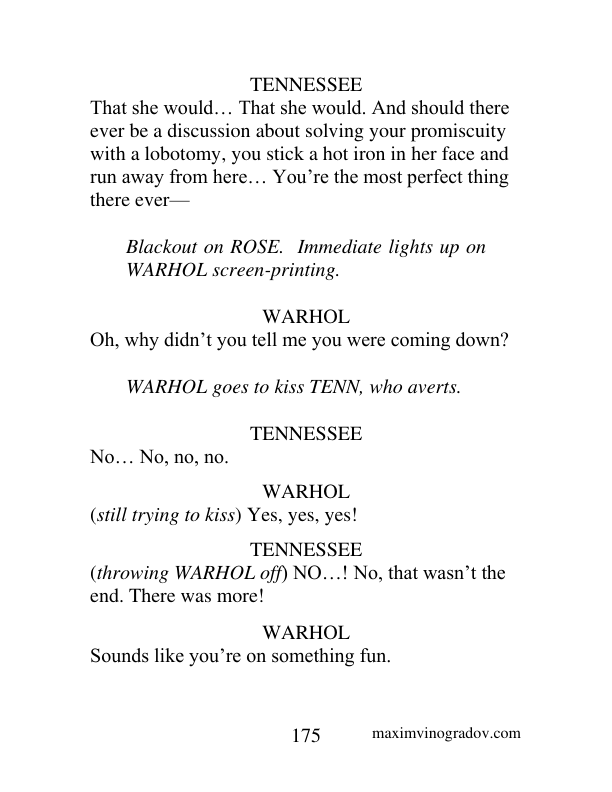 TENNESSEE
That she would… That she would. And should there
ever be a discussion about solving your promiscuity
with a lobotomy, you stick a hot iron in her face and
run away from here… You’re the most perfect thing
there ever—
Blackout on ROSE.  Immediate lights up on
WARHOL screen-printing.
WARHOL
Oh, why didn’t you tell me you were coming down?
WARHOL goes to kiss TENN, who averts.
TENNESSEE
No… No, no, no.
WARHOL
(still trying to kiss) Yes, yes, yes!
TENNESSEE
(throwing WARHOL off) NO…! No, that wasn’t the
end. There was more!
WARHOL
Sounds like you’re on something fun.
175 maximvinogradov.com